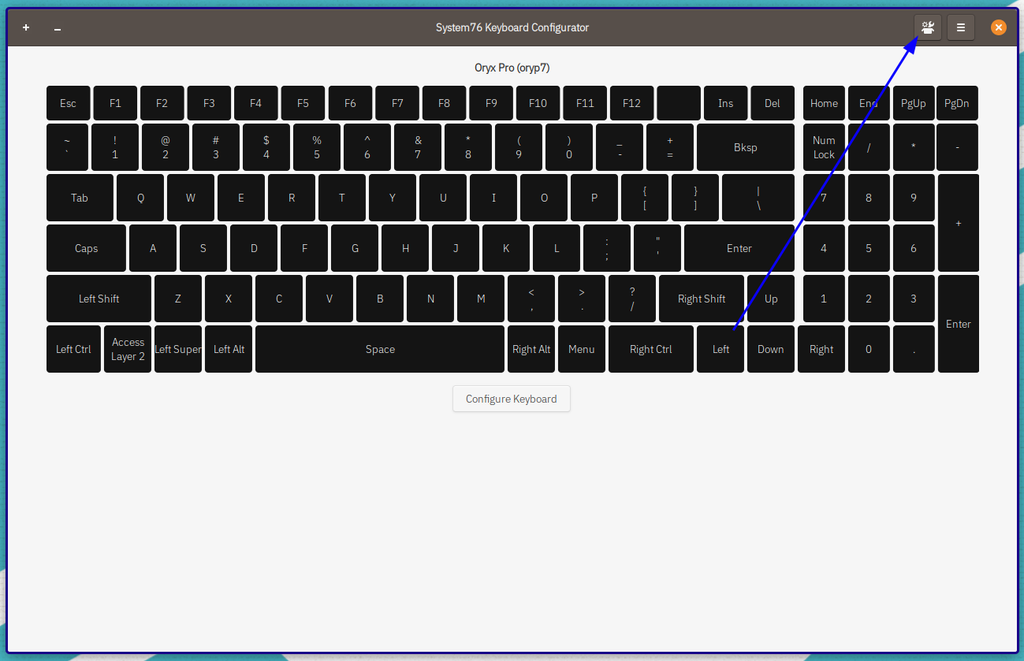 System76 Keyboard Configurator
Oryx Pro (oryp7)
Esc F1 F2 F3 F4 F5 F6 F7 F8 F9 F10 F11 F12 Ins Del Home End PgUp PgDn
~ ! @ # $ % ^ & * ( ) _ + Num
` 1 2 3 4 5 6 7 8 9 0 - = Bksp Lock / * -
Tab Q W E R T Y U I O P { } | 7 8 9 +
[ ] \
Caps A S D F G H J K L : " Enter 4 5 6
; '
Left Shift Z X C V B N M < > ? Right Shift Up 1 2 3 Enter
, . /
Left Ctrl Access Left Super Left Alt Space Right Alt Menu Right Ctrl Left Down Right 0 .
Layer 2
Configure Keyboard